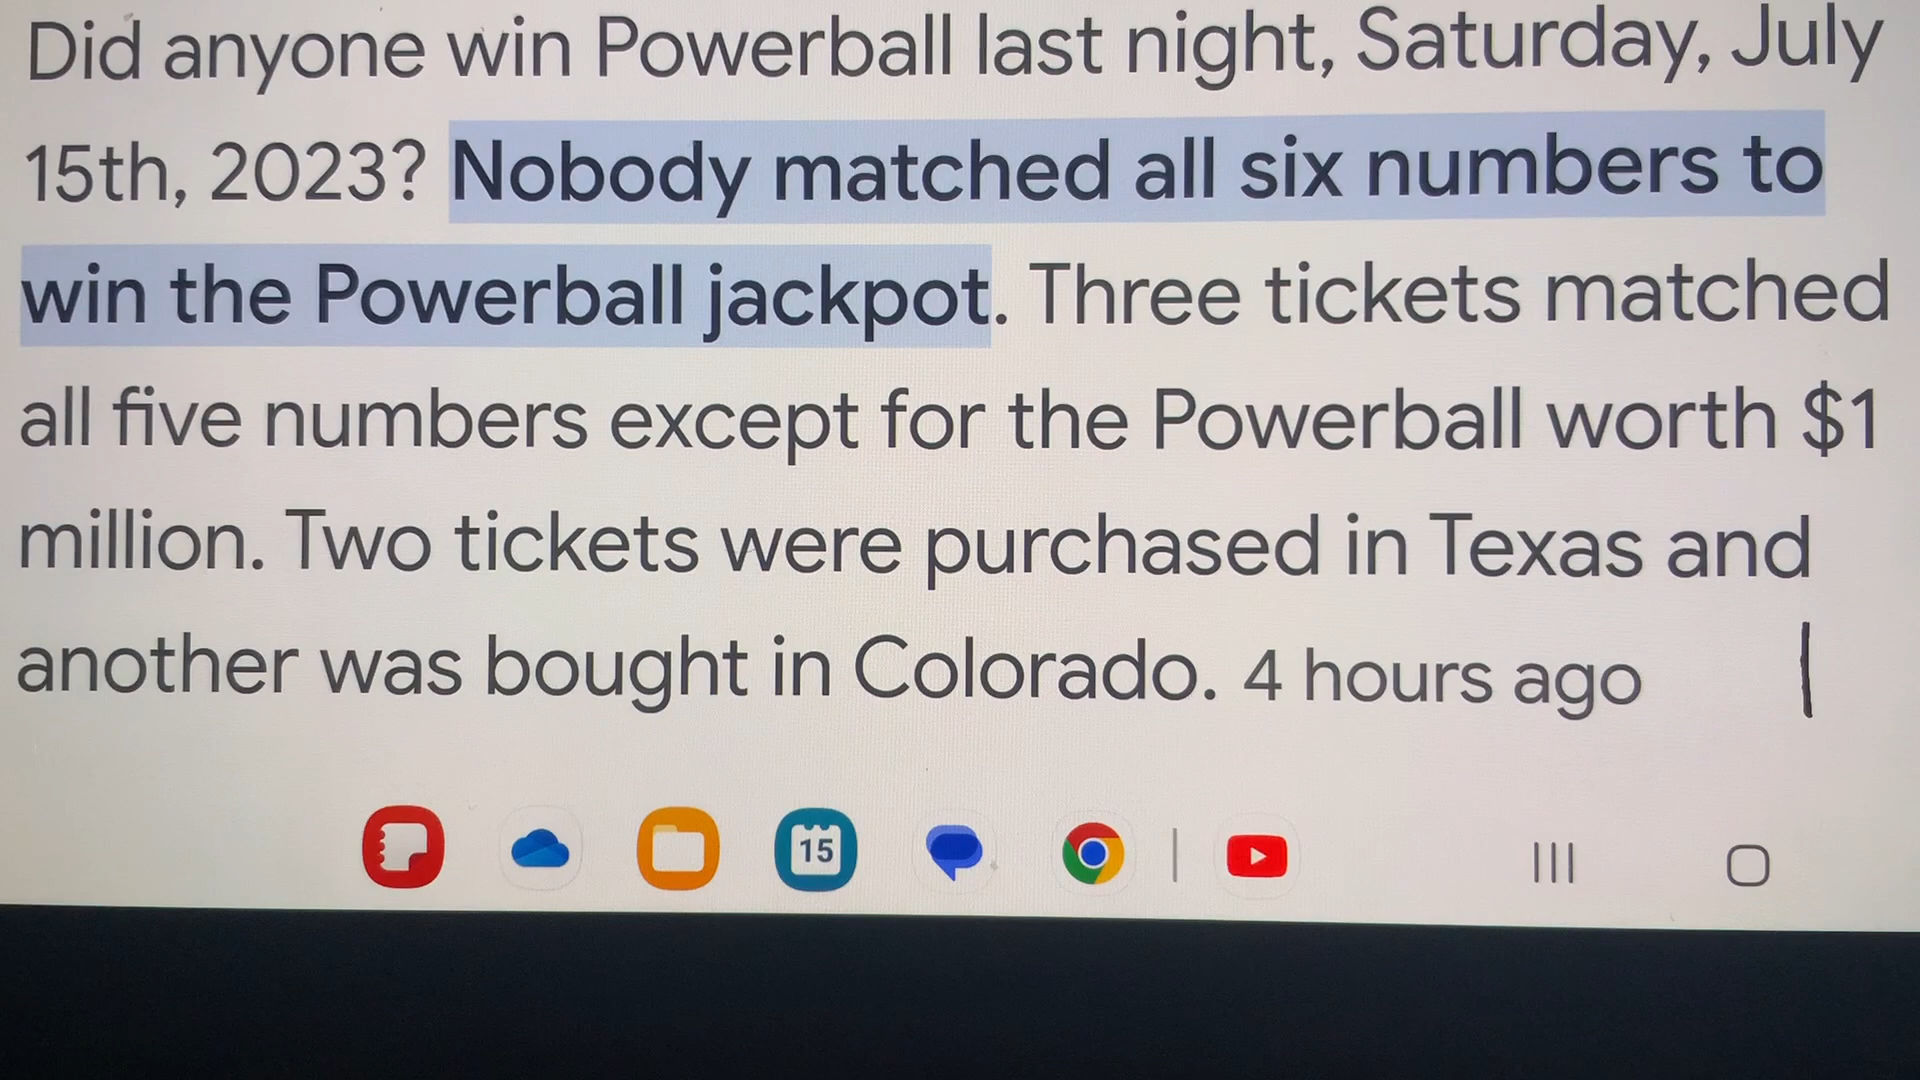 Did anyone win Powerball last night, Saturday, July
15th, 2023? Nobody matched all six numbers to
win the Powerball jackpot. Three tickets matched
all five numbers except for the Powerball worth $1
million. Two tickets were purchased in Texas and
another was bought in Colorado. 4 hours ago
15